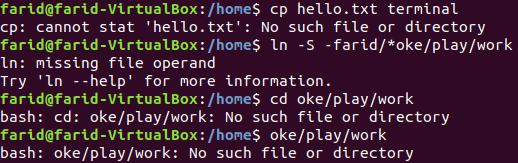 farid@farid-VirtualBox:/home$ cp hello.txt terminal
cp: cannot stat 'hello.txt': No such file or directory
farid@farid-VirtualBox:/home$ ln -S -farid/*oke/play/work
ln: missing file operand
Try 'ln --help' for more information.
farid@farid-VirtualBox:/home$ cd oke/play/work
bash: cd: oke/play/work: No such file or directory
farid@farid-VirtualBox:/home$ oke/play/work
bash: oke/play/work: No such file or directory